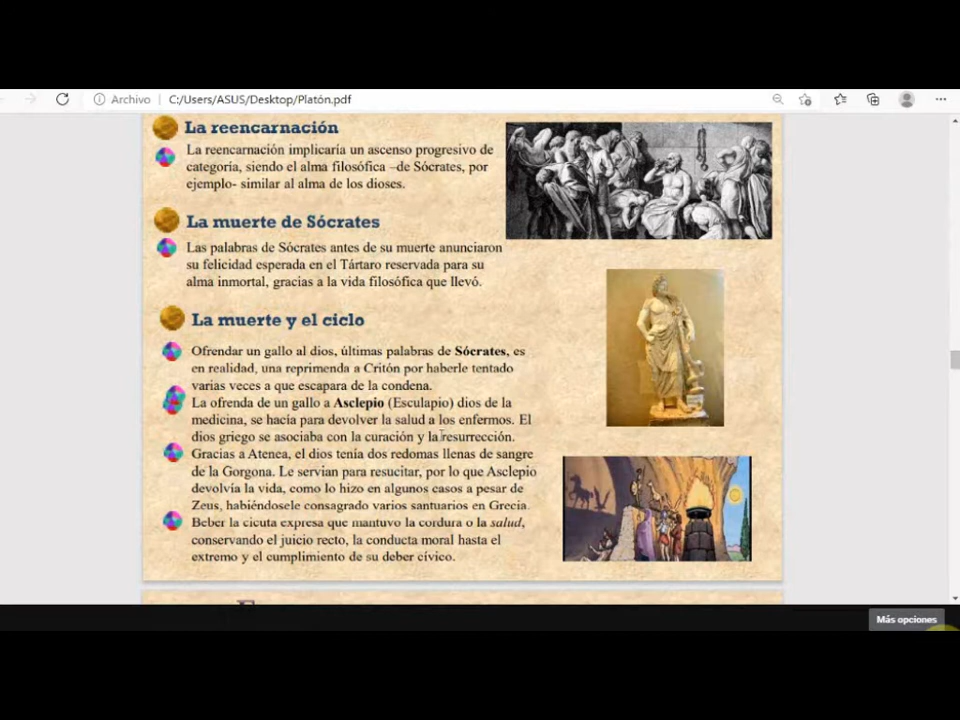 Archivo | C:/Users/ASUS/Desktop/Platón.pdf
La reencarnación
La reencarnación implicaría un ascenso progresivo de
categoría, siendo el alma filosófica –de Sócrates, por
ejemplo- similar al alma de los dioses.
La muerte de Sócrates
Las palabras de Sócrates antes de su muerte anunciaron
su felicidad esperada en el Tártaro reservada para su
alma inmortal, gracias a la vida filosófica que llevó.
La muerte y el ciclo
Ofrendar un gallo al dios, últimas palabras de Sócrates, es
en realidad, una reprimenda a Critón por haberle tentado
varias veces a que escapara de la condena.
La ofrenda de un gallo a Asclepio (Esculapio) dios de la
medicina, se hacía para devolver la salud a los enfermos. El
dios griego se asociaba con la curación y la resurrección.
Gracias a Atenea, el dios tenía dos redomas llenas de sangre
de la Gorgona. Le servian para resucitar, por lo que Asclepio
devolvía la vida, como lo hizo en algunos casos a pesar de
Zeus, habiéndosele consagrado varios santuarios en Grecia.
Beber la cicuta expresa que mantuvo la cordura o la salud,
conservando el juicio recto, la conducta moral hasta el
extremo y el cumplimiento de su deber cívico.
Más opciones